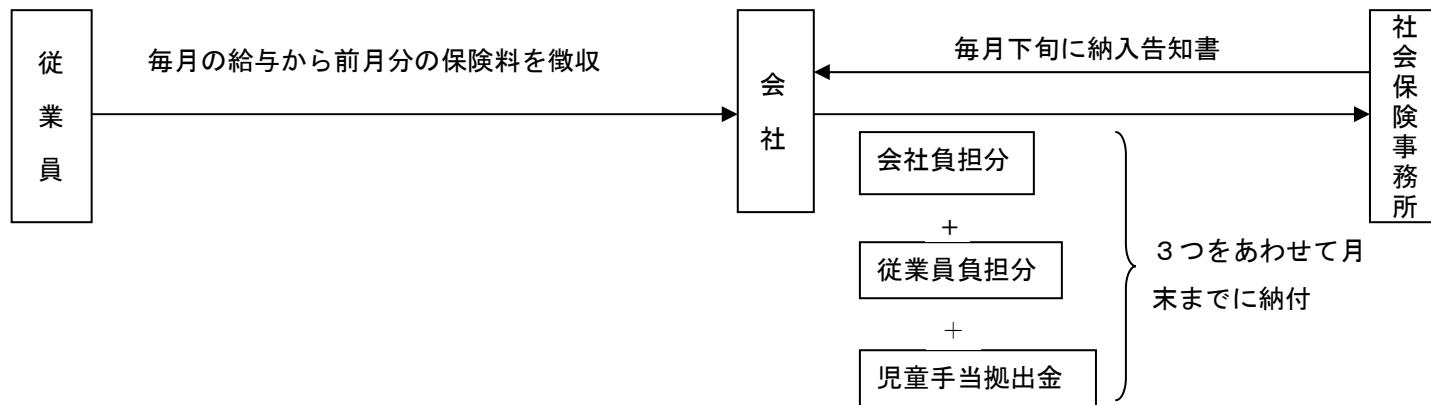 従業員
毎月の給与から前月分の保険料を徴収
会社
毎月下旬に納入告知書
社会保険事務所
会社負担分
+
従業員負担分
＋
児童手当拠出金
３つをあわせて月
末までに納付